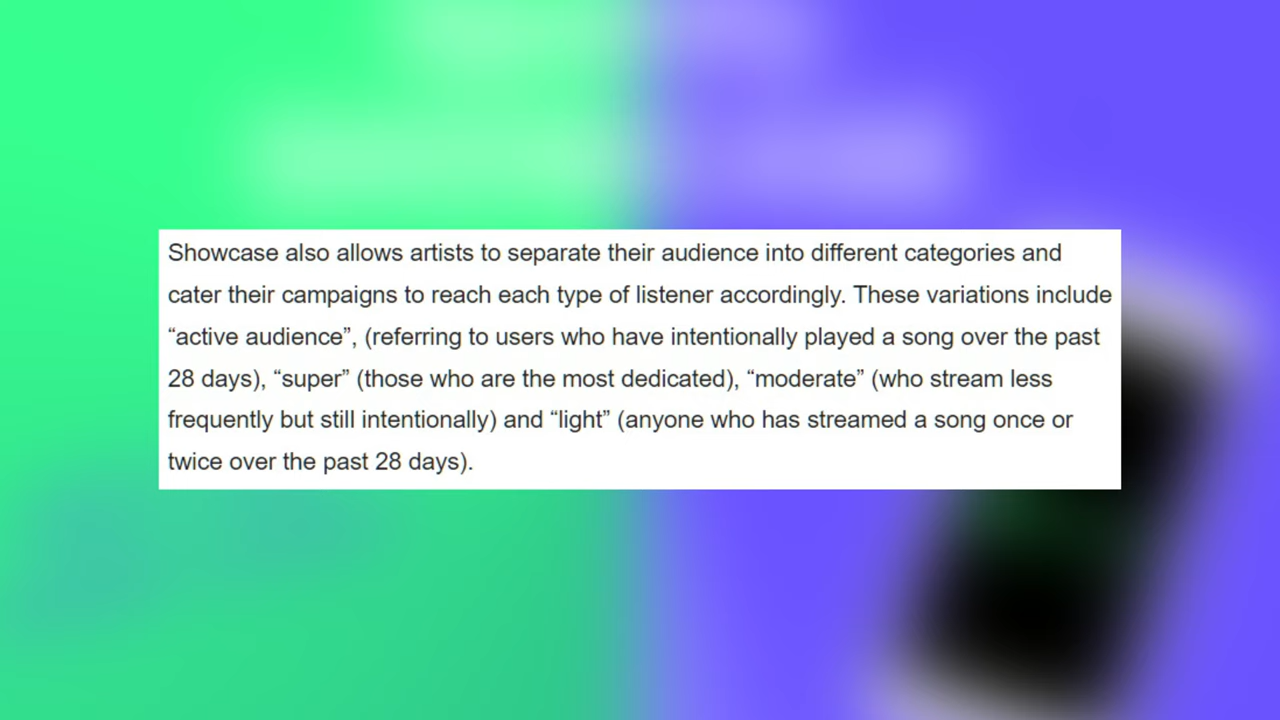 Showcase also allows artists to separate their audience into different categories and
cater their campaigns to reach each type of listener accordingly. These variations include
“active audience”, (referring to users who have intentionally played a song over the past
28 days), “super” (those who are the most dedicated), “moderate” (who stream less
frequently but still intentionally) and “light” (anyone who has streamed a song once or
twice over the past 28 days).